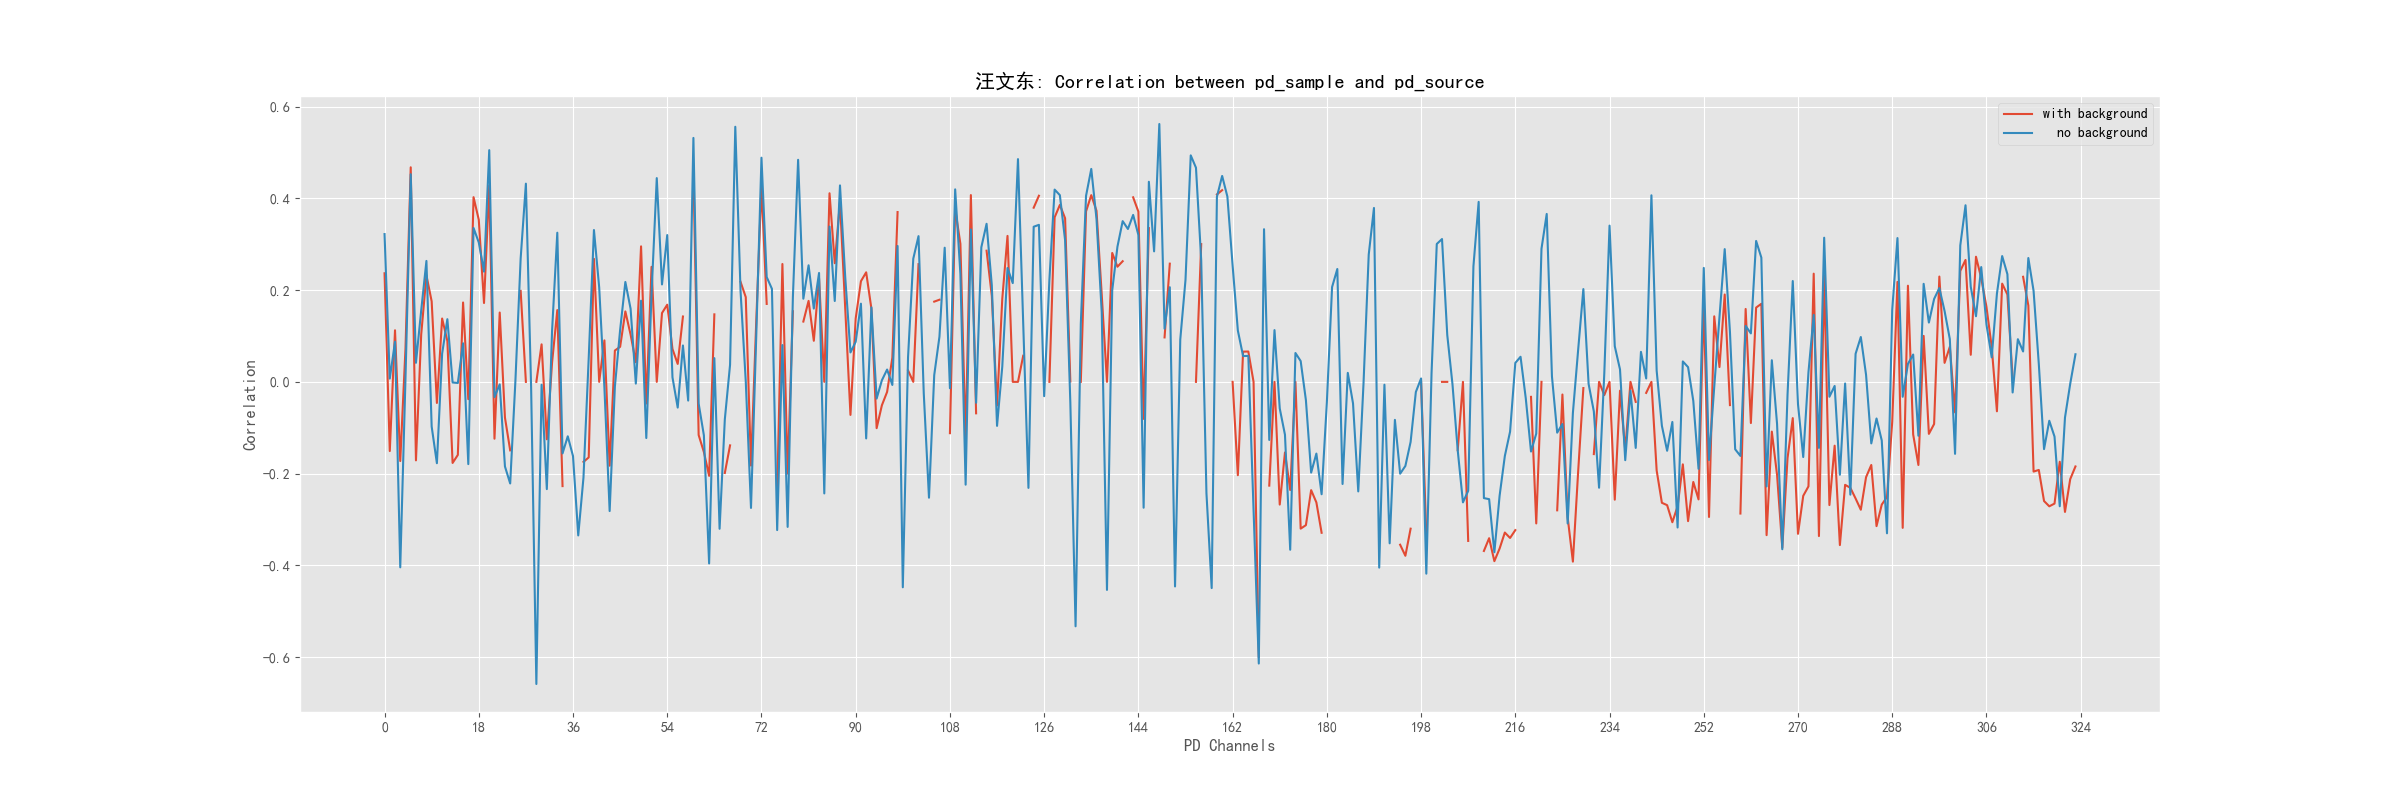 汪文东: Correlation between pd_sample and pd_source
with background
no background
0.6
0.4
0.2
0.0
−0.2
−0.4
−0.6
Correlation
0 18 36 54 72 90 108 126 144 162 180 198 216 234 252 270 288 306 324
PD Channels